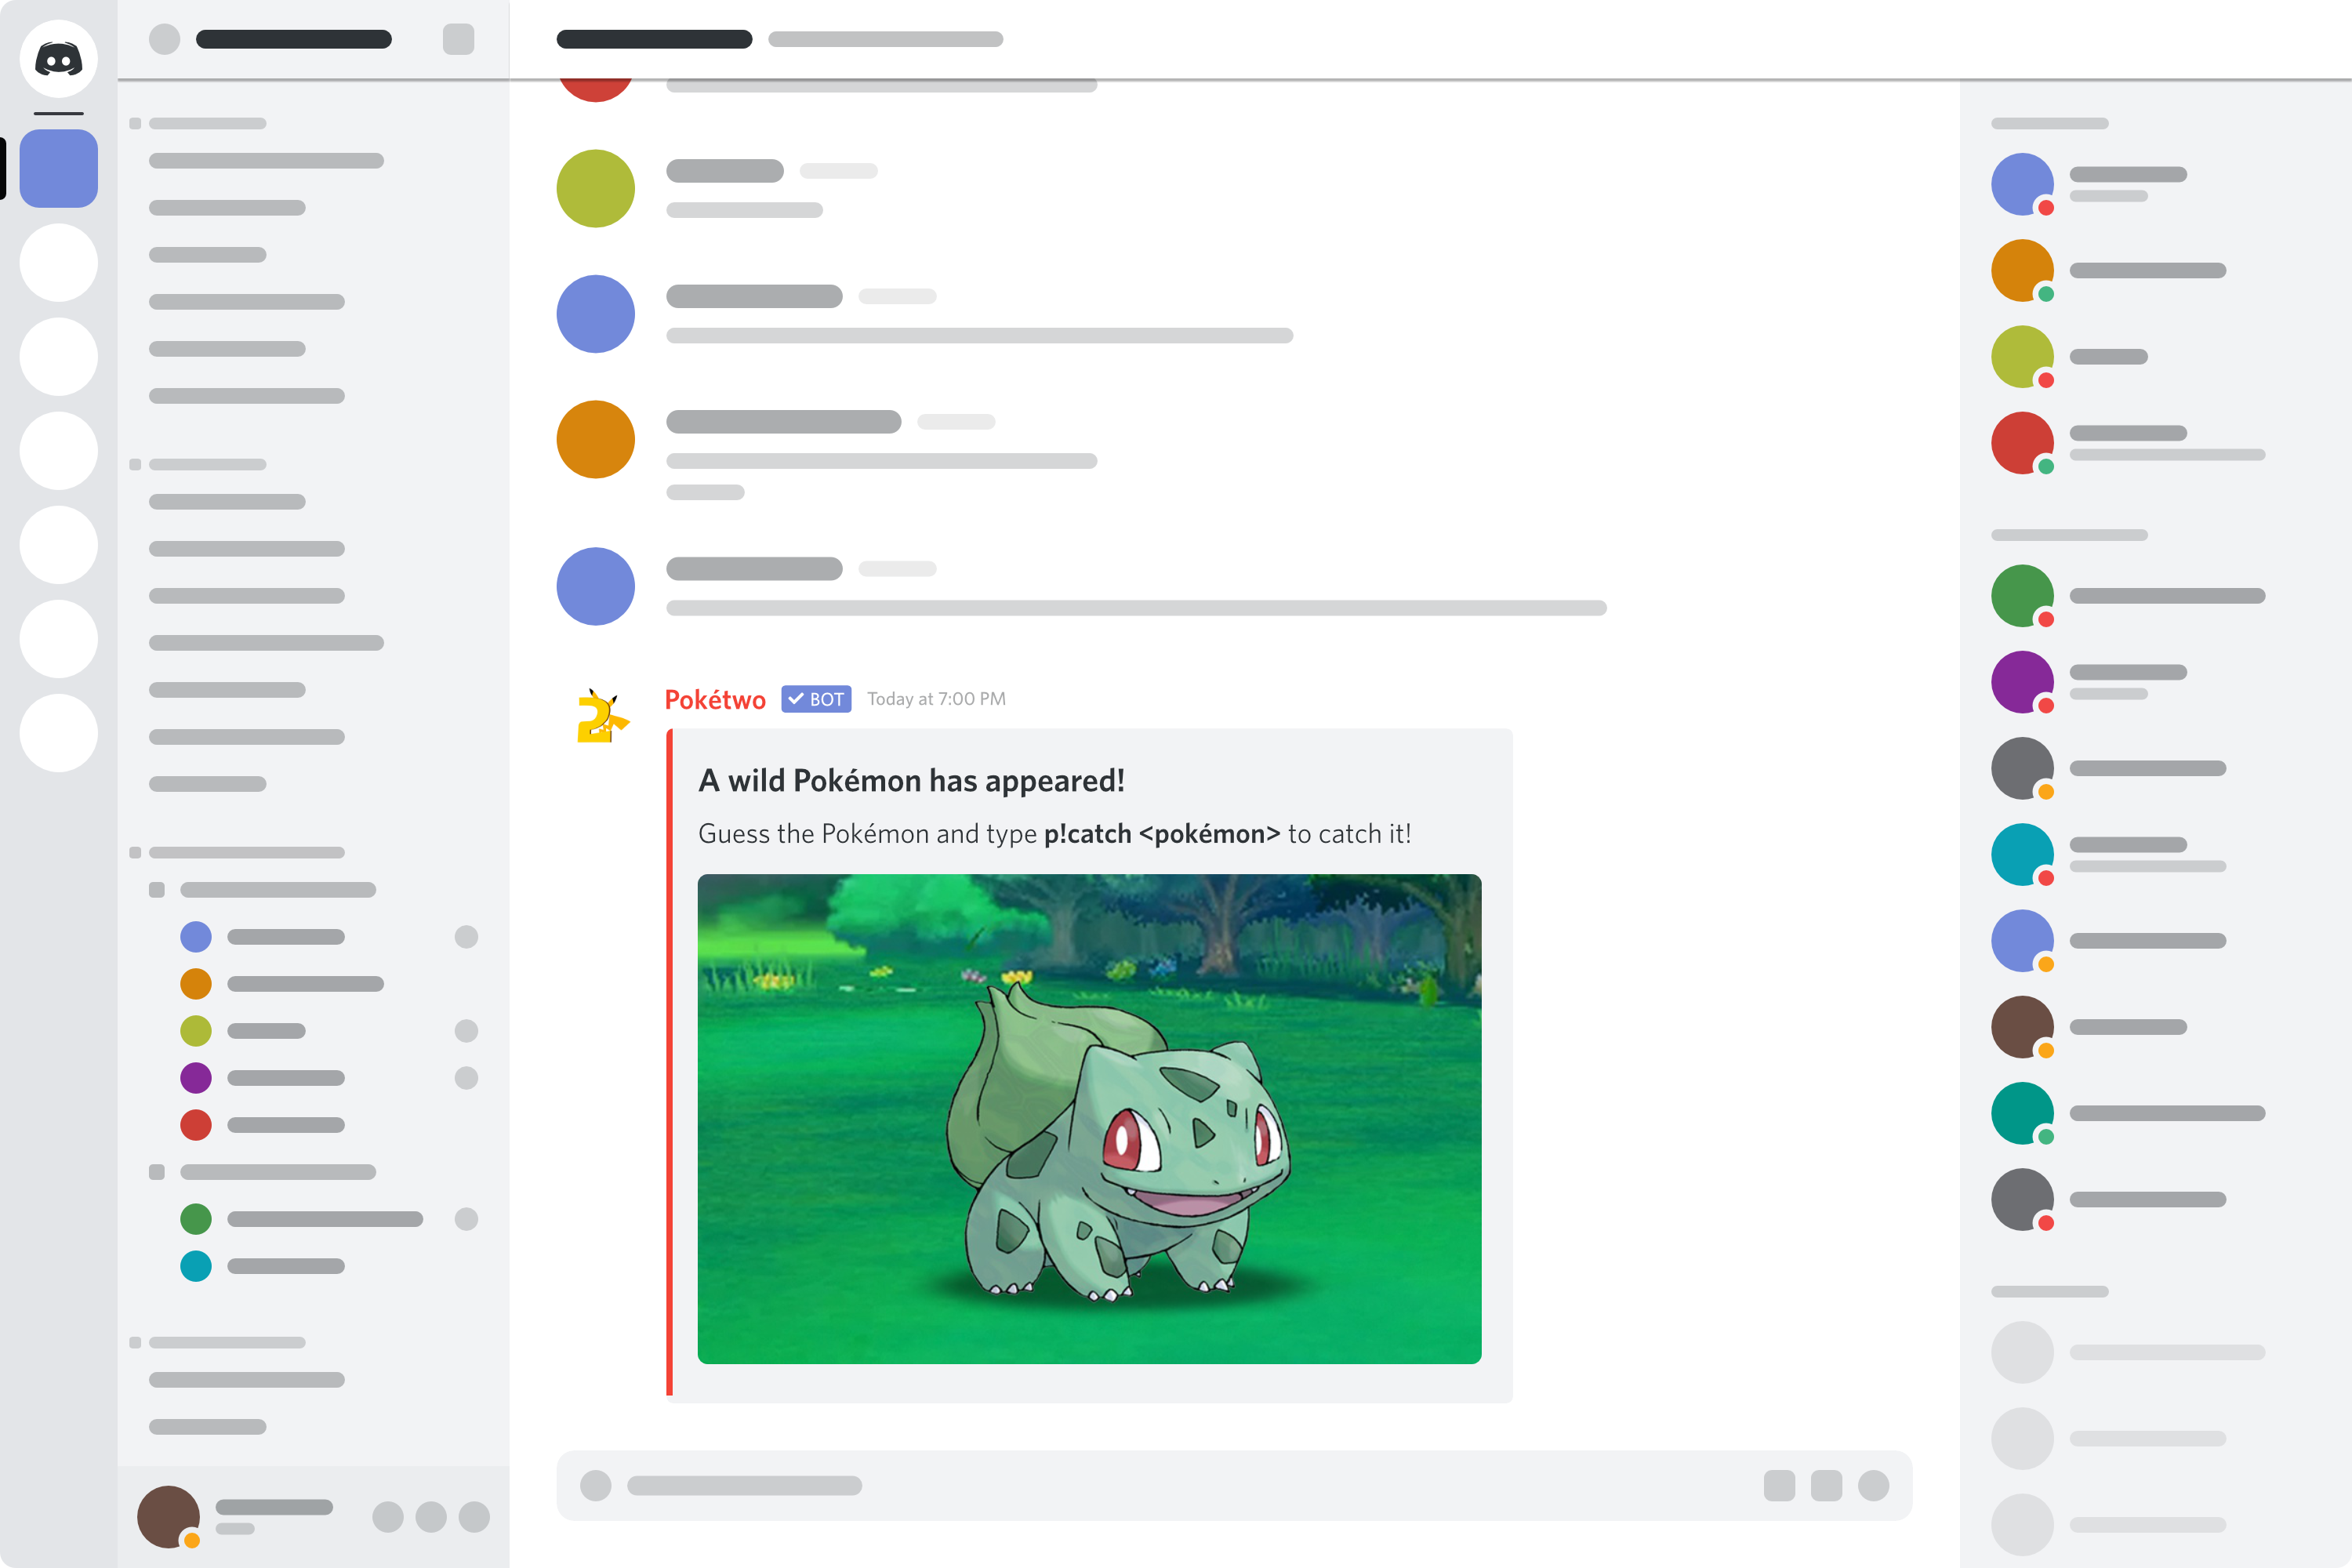 Pokétwo BOT Today at 7:00 PM
A wild Pokémon has appeared!
Guess the Pokémon and type p!catch <pokémon> to catch it!